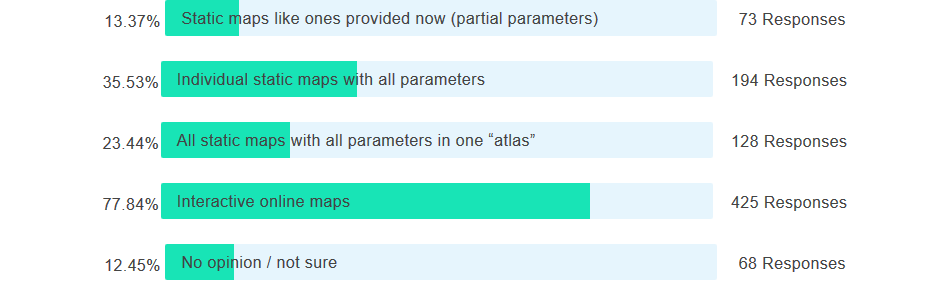 13.37% Static maps like ones provided now (partial parameters) 73 Responses
35.53% Individual static maps with all parameters 194 Responses
23.44% All static maps with all parameters in one “atlas” 128 Responses
77.84% Interactive online maps 425 Responses
12.45% No opinion / not sure 68 Responses